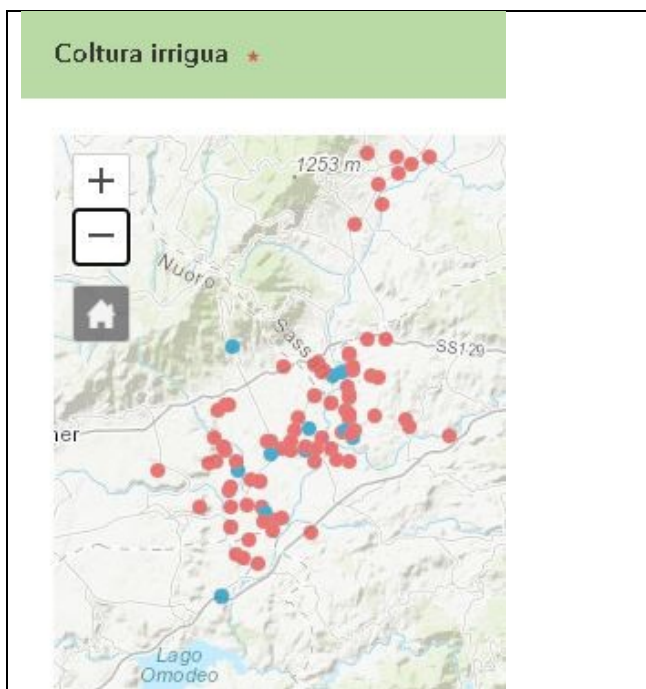 Coltura irrigua *
+
1253 m
−
Nuoro
Sass
SS129
ner
Lago
Omodeo